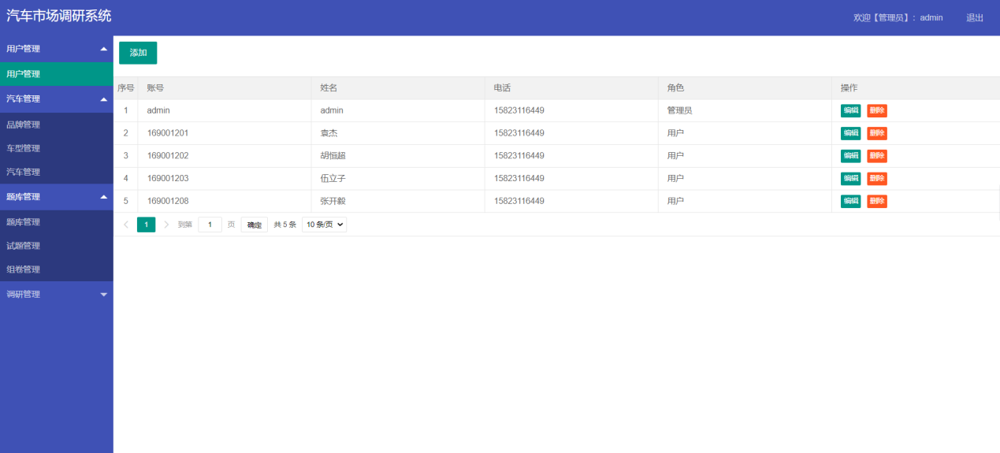 汽车市场调研系统
欢迎【管理员】: admin 退出
用户管理
用户管理
汽车管理
品牌管理
车型管理
汽车管理
题库管理
题库管理
试题管理
组卷管理
调研管理
添加
序号 账号 姓名 电话 角色 操作
1 admin admin 15823116449 管理员 编辑 删除
2 169001201 袁杰 15823116449 用户 编辑 删除
3 169001202 胡恒超 15823116449 用户 编辑 删除
4 169001203 伍立子 15823116449 用户 编辑 删除
5 169001208 张开毅 15823116449 用户 编辑 删除
1 到第 1 页 确定 共 5 条 10 条/页